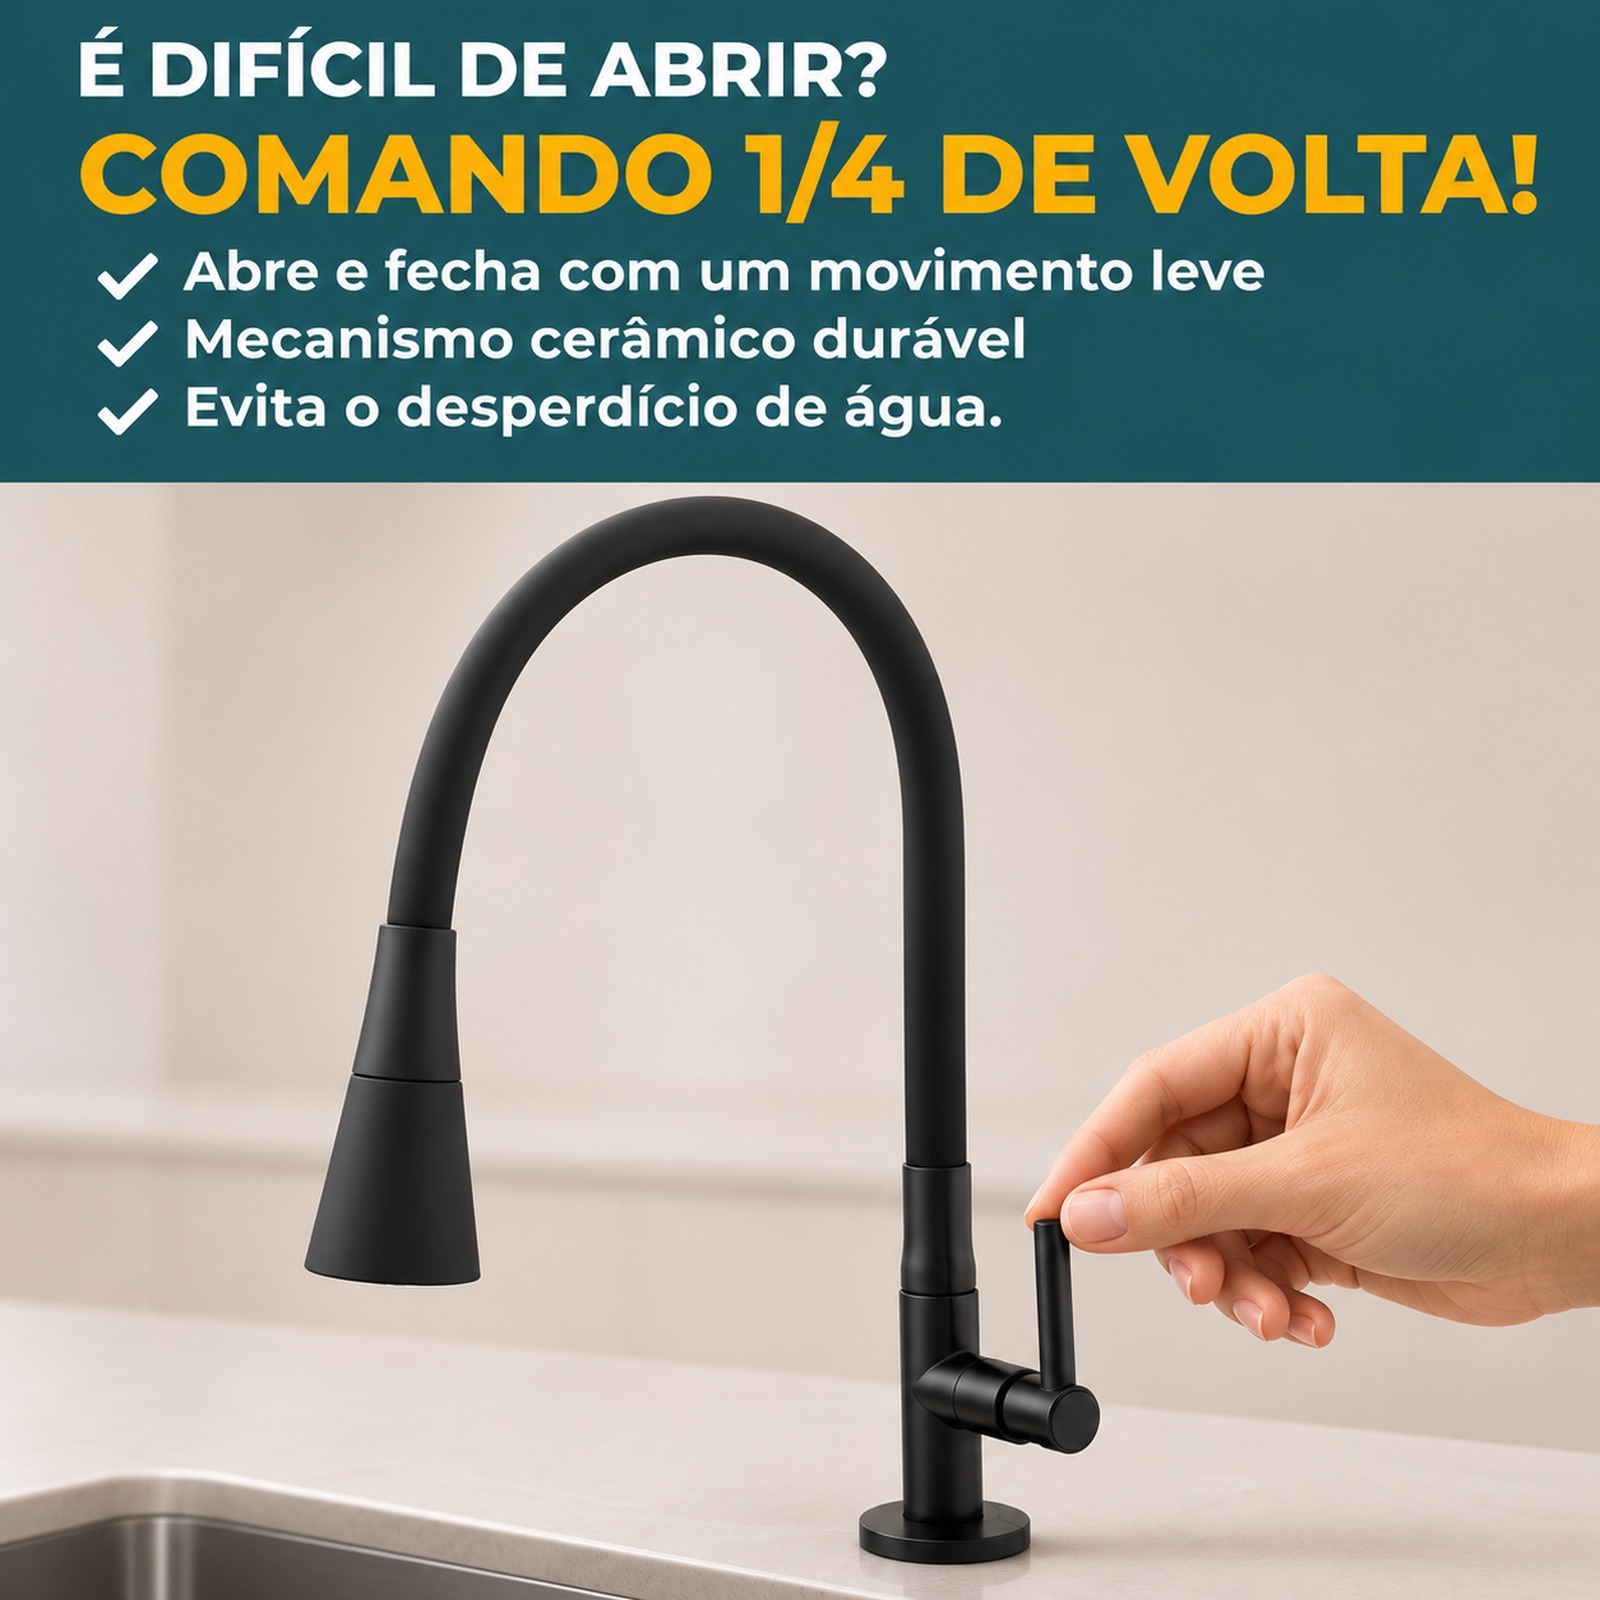 É DIFÍCIL DE ABRIR?
COMANDO 1/4 DE VOLTA!
Abre e fecha com um movimento leve
Mecanismo cerâmico durável
Evita o desperdício de água.